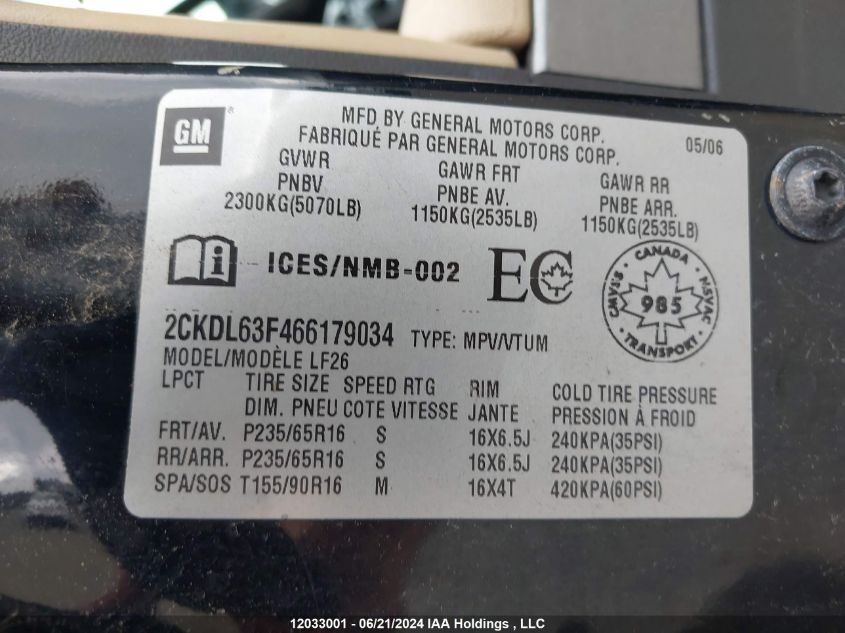 GM
MFD BY GENERAL MOTORS CORP.
FABRIQUÉ PAR GENERAL MOTORS CORP.
05/06
GVWR
PNBV
2300KG(5070LB)
GAWR FRT
PNBE AV.
1150KG(2535LB)
GAWR RR
PNBE ARR.
1150KG(2535LB)
i
ICES/NMB-002
EC
CANADA
CMVSS
985
NSVAC
TRANSPORT
2CKDL63F466179034 TYPE: MPV/VTUM
MODEL/MODÈLE LF26
LPCT TIRE SIZE SPEED RTG RIM COLD TIRE PRESSURE
DIM. PNEU COTE VITESSE JANTE PRESSION À FROID
FRT/AV. P235/65R16 S 16X6.5J 240KPA(35PSI)
RR/ARR. P235/65R16 S 16X6.5J 240KPA(35PSI)
SPA/SOS T155/90R16 M 16X4T 420KPA(60PSI)
12033001 - 06/21/2024 IAA Holdings , LLC